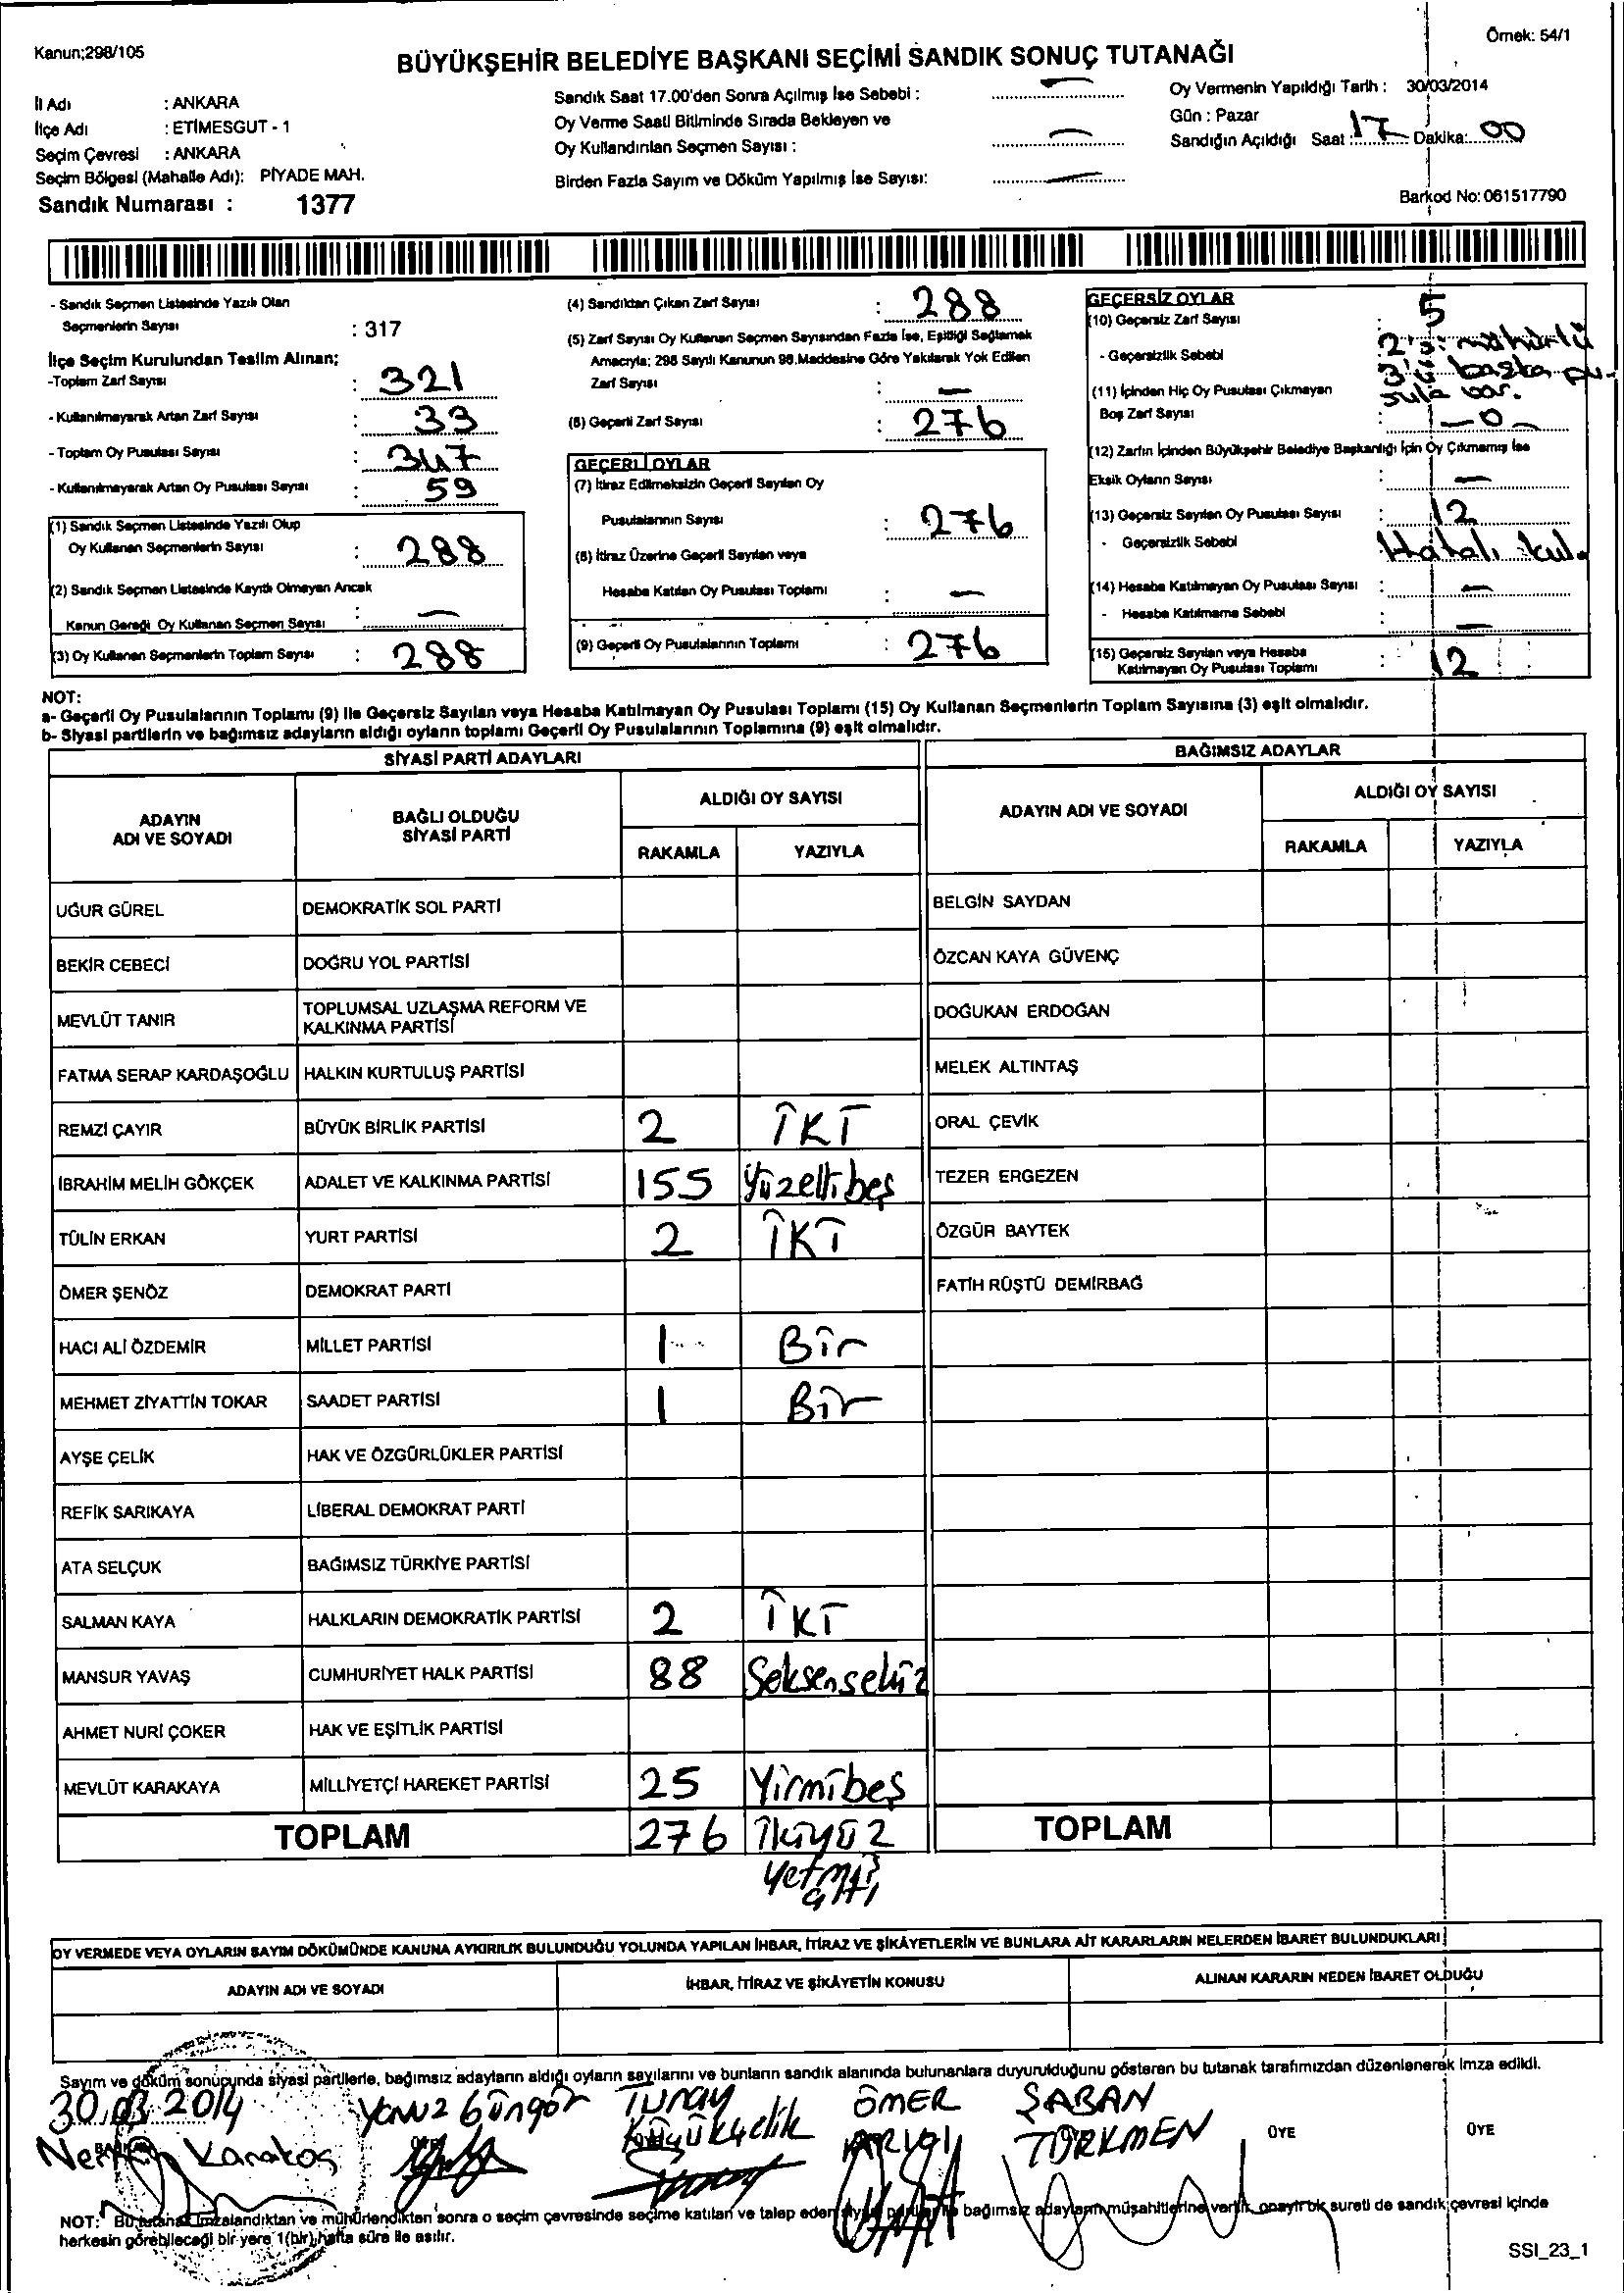 Kanun;298/105
Örnek: 54/1
BÜYÜKŞEHİR BELEDİYE BAŞKANI SEÇİMİ SANDIK SONUÇ TUTANAĞI
İl Adı : ANKARA
İlçe Adı : ETİMESGUT - 1
Seçim Çevresi : ANKARA
Seçim Bölgesi (Mahalle Adı): PİYADE MAH.
Sandık Numarası : 1377
Sandık Saat 17.00'den Sonra Açılmış İse Sebebi :
Oy Verme Saati Bitiminde Sırada Bekleyen ve
Oy Kullandırılan Seçmen Sayısı :
Birden Fazla Sayım ve Döküm Yapılmış İse Sayısı:
Oy Vermenin Yapıldığı Tarih : 30/03/2014
Gün : Pazar
Sandığın Açıldığı Saat : 17 Dakika: 00
Barkod No: 061517790
- Sandık Seçmen Listesinde Yazılı Olan
Seçmenlerin Sayısı : 317
İlçe Seçim Kurulundan Teslim Alınan;
-Toplam Zarf Sayısı : 321
- Kullanılmayarak Artan Zarf Sayısı : 33
- Toplam Oy Pusulası Sayısı : 347
- Kullanılmayarak Artan Oy Pusulası Sayısı : 59
(1) Sandık Seçmen Listesinde Yazılı Olup
Oy Kullanan Seçmenlerin Sayısı : 288
(2) Sandık Seçmen Listesinde Kayıtlı Olmayan Ancak
Kanun Gereği Oy Kullanan Seçmen Sayısı : —
(3) Oy Kullanan Seçmenlerin Toplam Sayısı : 288
(4) Sandıktan Çıkan Zarf Sayısı : 288
(5) Zarf Sayısı Oy Kullanan Seçmen Sayısından Fazla İse, Eşitliği Sağlamak
Amacıyla; 298 Sayılı Kanunun 98.Maddesine Göre Yakılarak Yok Edilen
Zarf Sayısı : —
(6) Geçerli Zarf Sayısı : 276
GEÇERLİ OYLAR
(7) İtiraz Edilmeksizin Geçerli Sayılan Oy
Pusulalarının Sayısı : 276
(8) İtiraz Üzerine Geçerli Sayılan veya
Hesaba Katılan Oy Pusulası Toplamı : —
(9) Geçerli Oy Pusulalarının Toplamı : 276
GEÇERSİZ OYLAR
(10) Geçersiz Zarf Sayısı : 5
- Geçersizlik Sebebi : 2'si mühürlü
3'ü başka pu-
sula var.
(11) İçinden Hiç Oy Pusulası Çıkmayan
Boş Zarf Sayısı : —0—
(12) Zarfın İçinden Büyükşehir Belediye Başkanlığı İçin Oy Çıkmamış İse
Eksik Oyların Sayısı : —
(13) Geçersiz Sayılan Oy Pusulası Sayısı : 12
- Geçersizlik Sebebi Hatalı kul.
(14) Hesaba Katılmayan Oy Pusulası Sayısı : —
- Hesaba Katılmama Sebebi : —
(15) Geçersiz Sayılan veya Hesaba
Katılmayan Oy Pusulası Toplamı : 12
NOT:
a- Geçerli Oy Pusulalarının Toplamı (9) ile Geçersiz Sayılan veya Hesaba Katılmayan Oy Pusulası Toplamı (15) Oy Kullanan Seçmenlerin Toplam Sayısına (3) eşit olmalıdır.
b- Siyasi partilerin ve bağımsız adayların aldığı oyların toplamı Geçerli Oy Pusulalarının Toplamına (9) eşit olmalıdır.
SİYASİ PARTİ ADAYLARI
BAĞIMSIZ ADAYLAR
ADAYIN
ADI VE SOYADI
BAĞLI OLDUĞU
SİYASİ PARTİ
ALDIĞI OY SAYISI
RAKAMLA YAZIYLA
ADAYIN ADI VE SOYADI
ALDIĞI OY SAYISI
RAKAMLA YAZIYLA
UĞUR GÜREL DEMOKRATİK SOL PARTİ BELGİN SAYDAN
BEKİR CEBECİ DOĞRU YOL PARTİSİ ÖZCAN KAYA GÜVENÇ
MEVLÜT TANIR TOPLUMSAL UZLAŞMA REFORM VE
KALKINMA PARTİSİ DOĞUKAN ERDOĞAN
FATMA SERAP KARDAŞOĞLU HALKIN KURTULUŞ PARTİSİ MELEK ALTINTAŞ
REMZİ ÇAYIR BÜYÜK BİRLİK PARTİSİ 2 İKİ ORAL ÇEVİK
İBRAHİM MELİH GÖKÇEK ADALET VE KALKINMA PARTİSİ 155 Yüzellibeş TEZER ERGEZEN
TÜLİN ERKAN YURT PARTİSİ 2 İKİ ÖZGÜR BAYTEK
ÖMER ŞENÖZ DEMOKRAT PARTİ FATİH RÜŞTÜ DEMİRBAĞ
HACI ALİ ÖZDEMİR MİLLET PARTİSİ 1 Bir
MEHMET ZİYATTİN TOKAR SAADET PARTİSİ 1 Bir
AYŞE ÇELİK HAK VE ÖZGÜRLÜKLER PARTİSİ
REFİK SARIKAYA LİBERAL DEMOKRAT PARTİ
ATA SELÇUK BAĞIMSIZ TÜRKİYE PARTİSİ
SALMAN KAYA HALKLARIN DEMOKRATİK PARTİSİ 2 İKİ
MANSUR YAVAŞ CUMHURİYET HALK PARTİSİ 88 Seksensekiz
AHMET NURİ ÇOKER HAK VE EŞİTLİK PARTİSİ
MEVLÜT KARAKAYA MİLLİYETÇİ HAREKET PARTİSİ 25 Yirmibeş
TOPLAM 276 İkiyüz TOPLAM
yetmiş
altı
OY VERMEDE VEYA OYLARIN SAYIM DÖKÜMÜNDE KANUNA AYKIRILIK BULUNDUĞU YOLUNDA YAPILAN İHBAR, İTİRAZ VE ŞİKÂYETLERİN VE BUNLARA AİT KARARLARIN NELERDEN İBARET BULUNDUKLARI
ADAYIN ADI VE SOYADI İHBAR, İTİRAZ VE ŞİKÂYETİN KONUSU ALINAN KARARIN NEDEN İBARET OLDUĞU
Sayım ve döküm sonucunda siyasi partilerle, bağımsız adayların aldığı oyların sayılarını ve bunların sandık alanında bulunanlara duyurulduğunu gösteren bu tutanak tarafımızdan düzenlenerek imza edildi.
30.03.2014 Yavuz Güngör Turay ÖMER ŞABAN
Karakoş Küçükçelik TÜRKMEN ÜYE ÜYE
NOT: Bu tutanak imzalandıktan ve mühürlendikten sonra o seçim çevresinde seçime katılan ve talep eden siyasi partilerle bağımsız adayların müşahitlerine verilir, onaylı bir sureti de sandık çevresi içinde
herkesin görebileceği bir yere 1(bir) hafta süre ile asılır.
SSI_23_1